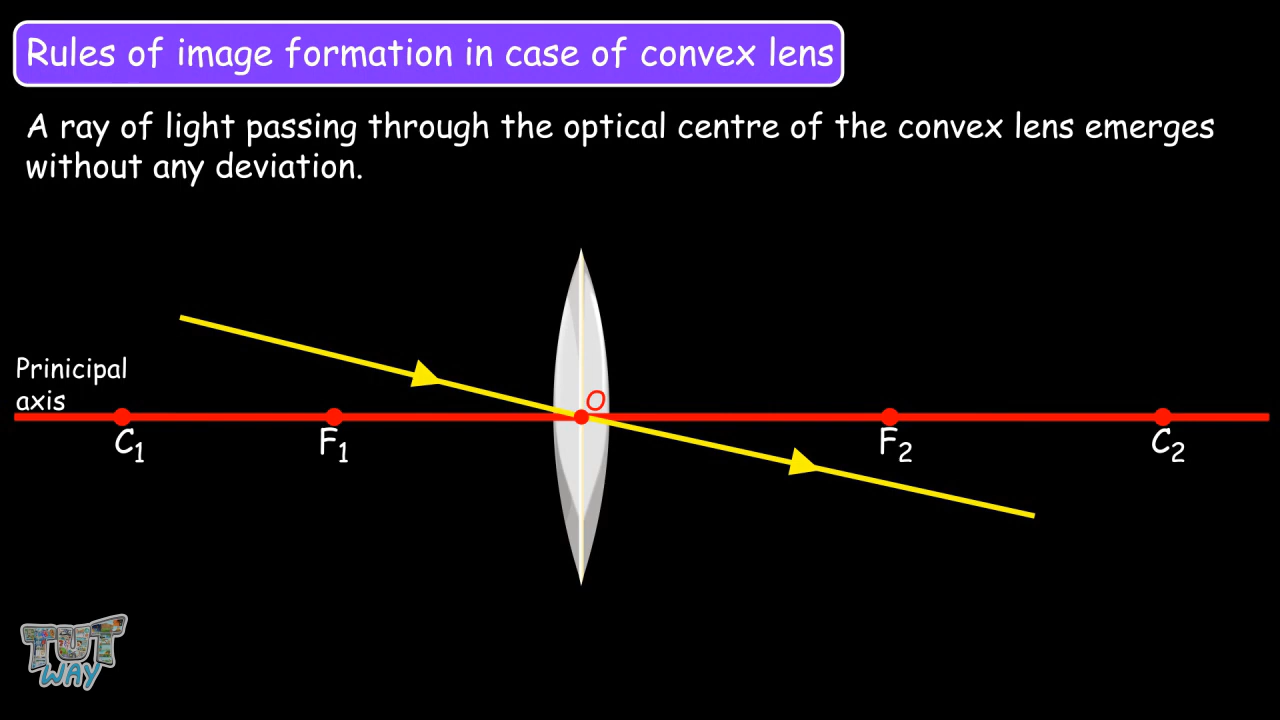 Rules of image formation in case of convex lens
A ray of light passing through the optical centre of the convex lens emerges
without any deviation.
Prinicipal
axis
O
C1
F1
F2
C2
TUT
WAY